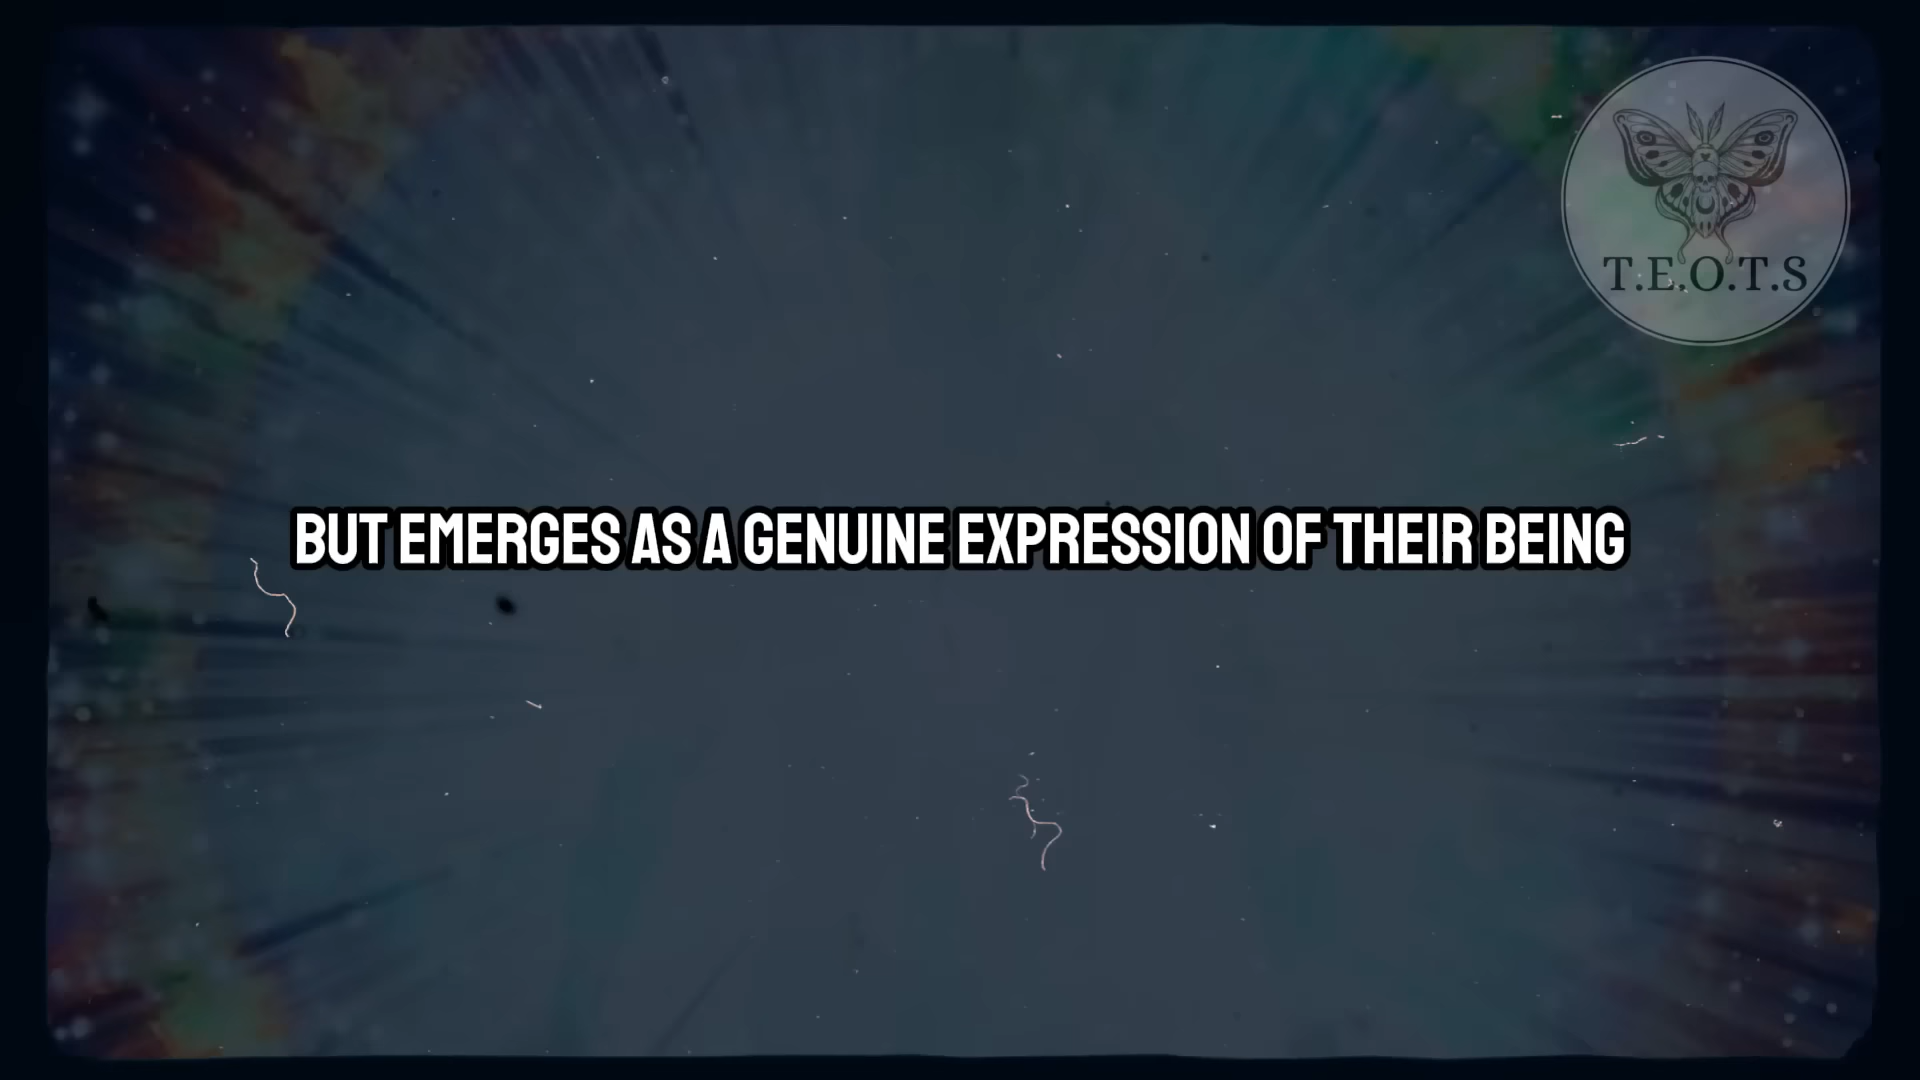 T.E.O.T.S
BUT EMERGES AS A GENUINE EXPRESSION OF THEIR BEING